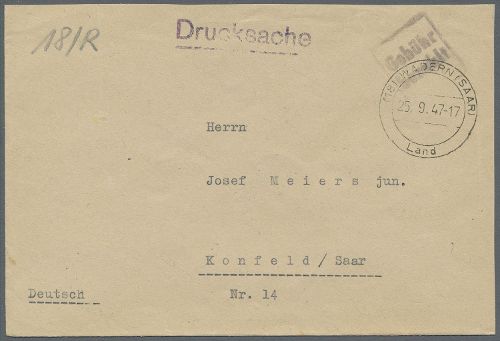 18/R
Drucksache
Gebühr
(18) WADERN (SAAR)
25. 9. 47-17
Land
Herrn
Josef Meiers jun.
Konfeld/Saar
Deutsch
Nr. 14